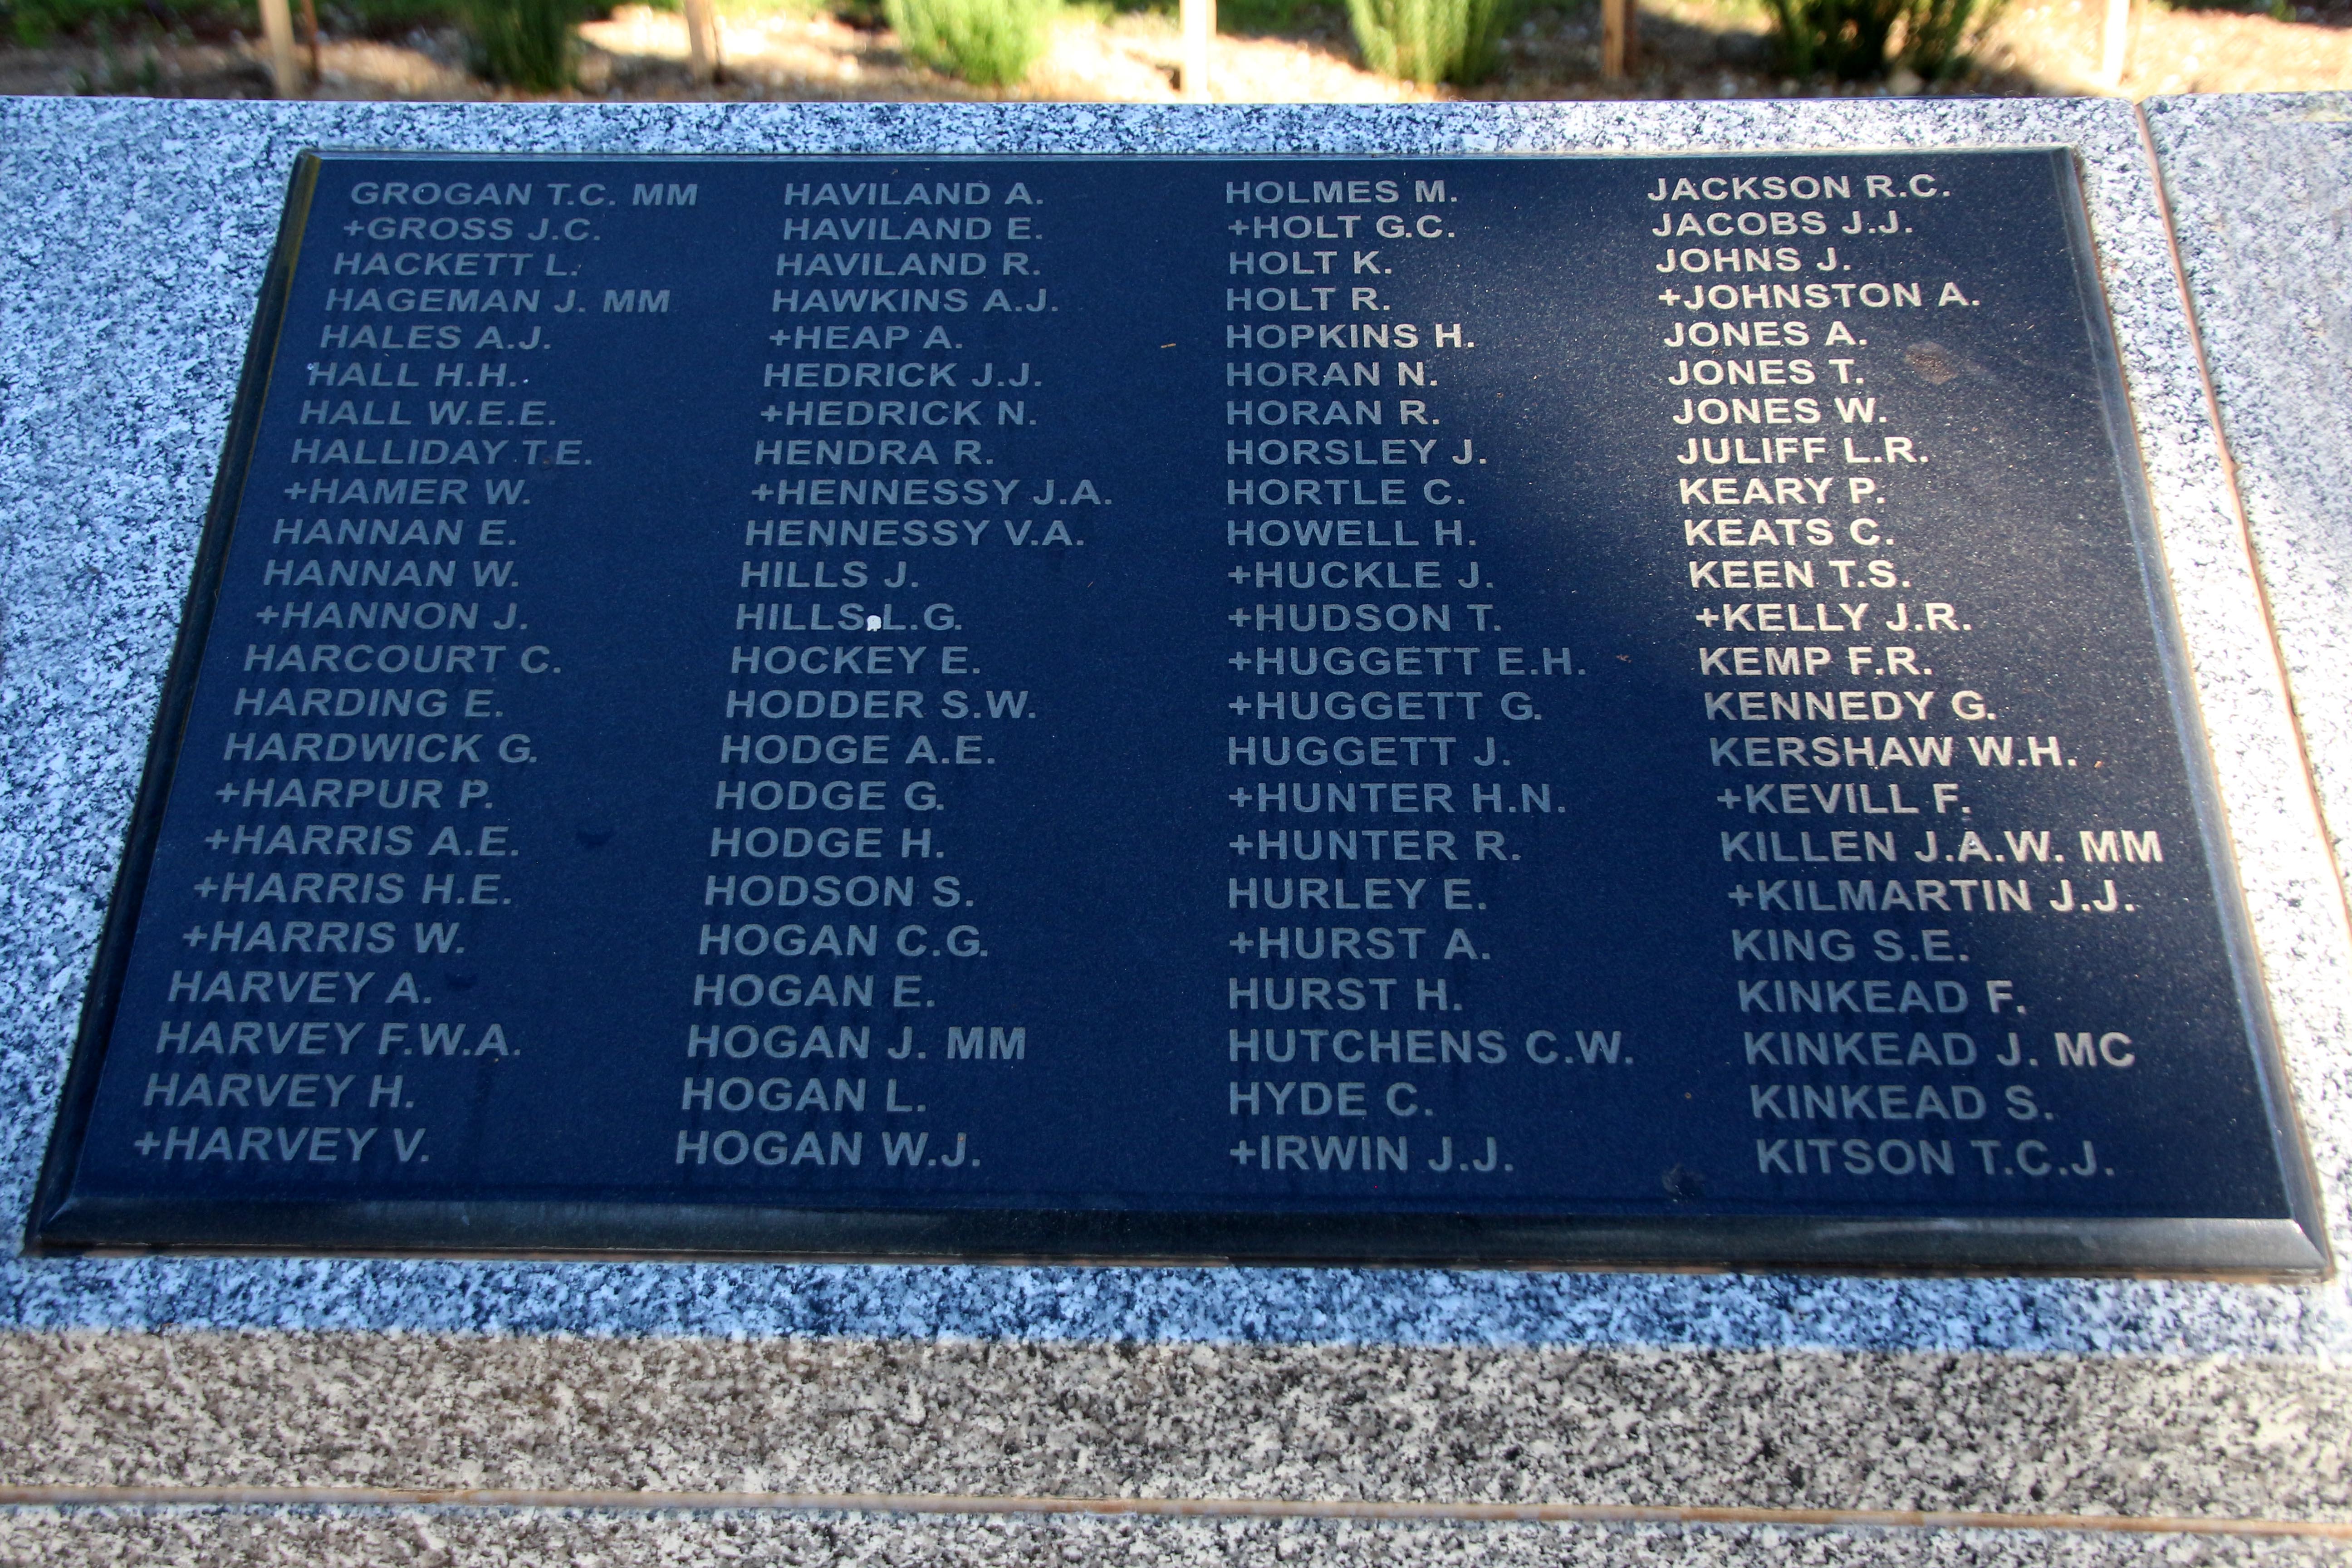 GROGAN T.C. MM
+GROSS J.C.
HACKETT L.
HAGEMAN J. MM
HALES A.J.
HALL H.H.
HALL W.E.E.
HALLIDAY T.E.
+HAMER W.
HANNAN E.
HANNAN W.
+HANNON J.
HARCOURT C.
HARDING E.
HARDWICK G.
+HARPUR P.
+HARRIS A.E.
+HARRIS H.E.
+HARRIS W.
HARVEY A.
HARVEY F.W.A.
HARVEY H.
+HARVEY V.
HAVILAND A.
HAVILAND E.
HAVILAND R.
HAWKINS A.J.
+HEAP A.
HEDRICK J.J.
+HEDRICK N.
HENDRA R.
+HENNESSY J.A.
HENNESSY V.A.
HILLS J.
HILLS L.G.
HOCKEY E.
HODDER S.W.
HODGE A.E.
HODGE G.
HODGE H.
HODSON S.
HOGAN C.G.
HOGAN E.
HOGAN J. MM
HOGAN L.
HOGAN W.J.
HOLMES M.
+HOLT G.C.
HOLT K.
HOLT R.
HOPKINS H.
HORAN N.
HORAN R.
HORSLEY J.
HORTLE C.
HOWELL H.
+HUCKLE J.
+HUDSON T.
+HUGGETT E.H.
+HUGGETT G.
HUGGETT J.
+HUNTER H.N.
+HUNTER R.
HURLEY E.
+HURST A.
HURST H.
HUTCHENS C.W.
HYDE C.
+IRWIN J.J.
JACKSON R.C.
JACOBS J.J.
JOHNS J.
+JOHNSTON A.
JONES A.
JONES T.
JONES W.
JULIFF L.R.
KEARY P.
KEATS C.
KEEN T.S.
+KELLY J.R.
KEMP F.R.
KENNEDY G.
KERSHAW W.H.
+KEVILL F.
KILLEN J.A.W. MM
+KILMARTIN J.J.
KING S.E.
KINKEAD F.
KINKEAD J. MC
KINKEAD S.
KITSON T.C.J.